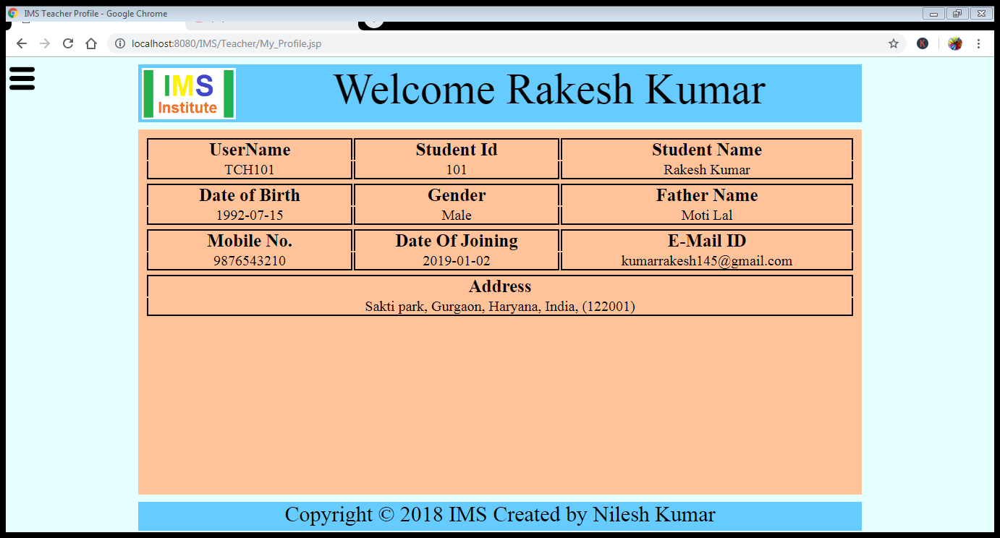 IMS Teacher Profile - Google Chrome
localhost:8080/IMS/Teacher/My_Profile.jsp
K
IMS
Institute
Welcome Rakesh Kumar
UserName Student Id Student Name
TCH101 101 Rakesh Kumar
Date of Birth Gender Father Name
1992-07-15 Male Moti Lal
Mobile No. Date Of Joining E-Mail ID
9876543210 2019-01-02 kumarrakesh145@gmail.com
Address
Sakti park, Gurgaon, Haryana, India, (122001)
Copyright © 2018 IMS Created by Nilesh Kumar